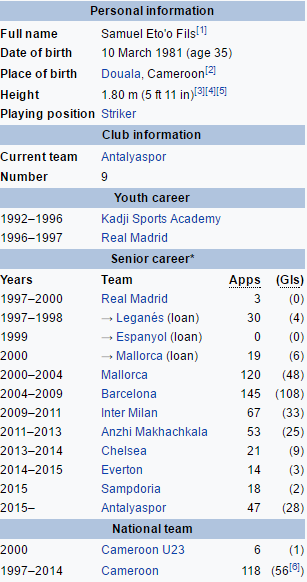 Personal information
Full name Samuel Eto'o Fils[1]
Date of birth 10 March 1981 (age 35)
Place of birth Douala, Cameroon[2]
Height 1.80 m (5 ft 11 in)[3][4][5]
Playing position Striker
Club information
Current team Antalyaspor
Number 9
Youth career
1992–1996 Kadji Sports Academy
1996–1997 Real Madrid
Senior career*
Years Team Apps (Gls)
1997–2000 Real Madrid 3 (0)
1997–1998 → Leganés (loan) 30 (4)
1999 → Espanyol (loan) 0 (0)
2000 → Mallorca (loan) 19 (6)
2000–2004 Mallorca 120 (48)
2004–2009 Barcelona 145 (108)
2009–2011 Inter Milan 67 (33)
2011–2013 Anzhi Makhachkala 53 (25)
2013–2014 Chelsea 21 (9)
2014–2015 Everton 14 (3)
2015 Sampdoria 18 (2)
2015– Antalyaspor 47 (28)
National team
2000 Cameroon U23 6 (1)
1997–2014 Cameroon 118 (56[6])